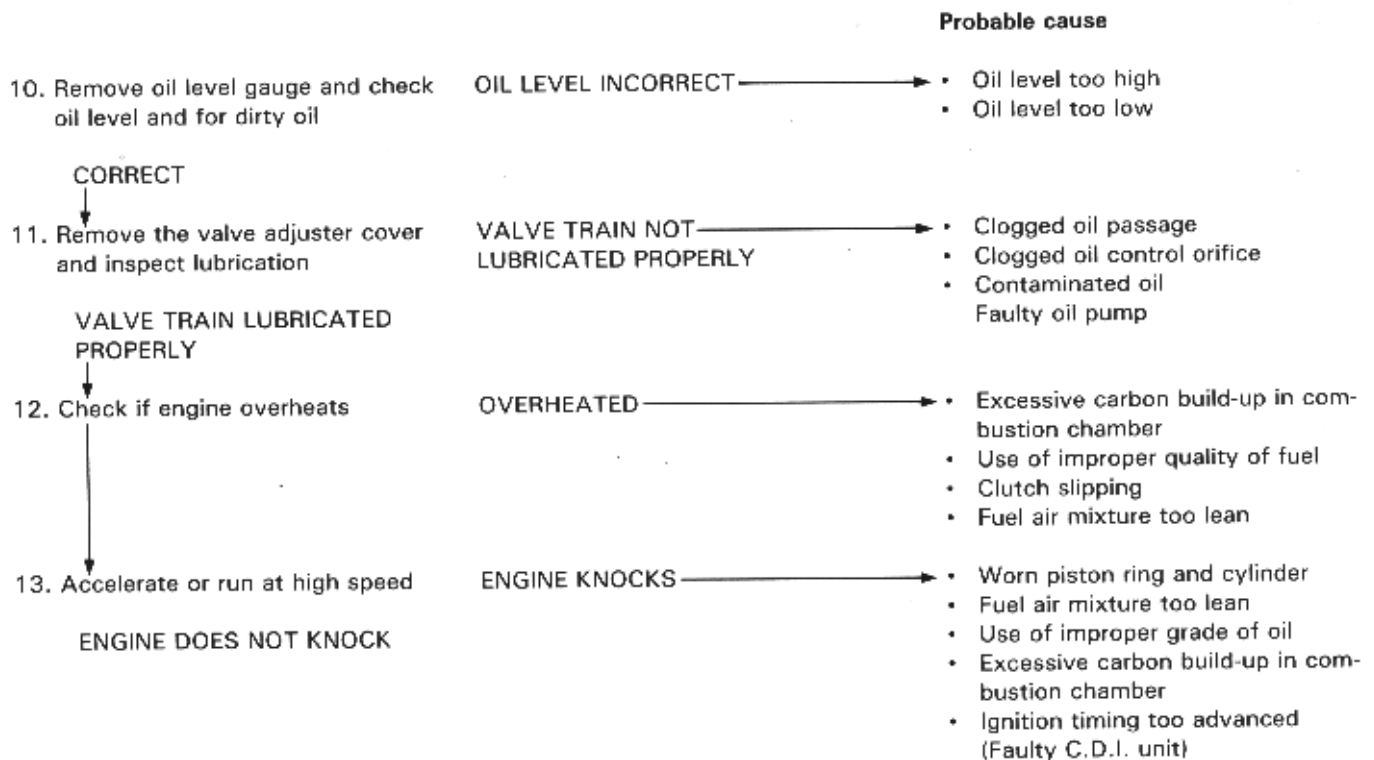 Probable cause
10. Remove oil level gauge and check
oil level and for dirty oil
OIL LEVEL INCORRECT
• Oil level too high
• Oil level too low
CORRECT
11. Remove the valve adjuster cover
and inspect lubrication
VALVE TRAIN NOT
LUBRICATED PROPERLY
• Clogged oil passage
• Clogged oil control orifice
• Contaminated oil
Faulty oil pump
VALVE TRAIN LUBRICATED
PROPERLY
12. Check if engine overheats
OVERHEATED
• Excessive carbon build-up in com-
bustion chamber
• Use of improper quality of fuel
• Clutch slipping
• Fuel air mixture too lean
13. Accelerate or run at high speed
ENGINE KNOCKS
• Worn piston ring and cylinder
• Fuel air mixture too lean
• Use of improper grade of oil
• Excessive carbon build-up in com-
bustion chamber
• Ignition timing too advanced
(Faulty C.D.I. unit)
ENGINE DOES NOT KNOCK